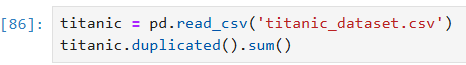 [86]: titanic = pd.read_csv('titanic_dataset.csv')
titanic.duplicated().sum()